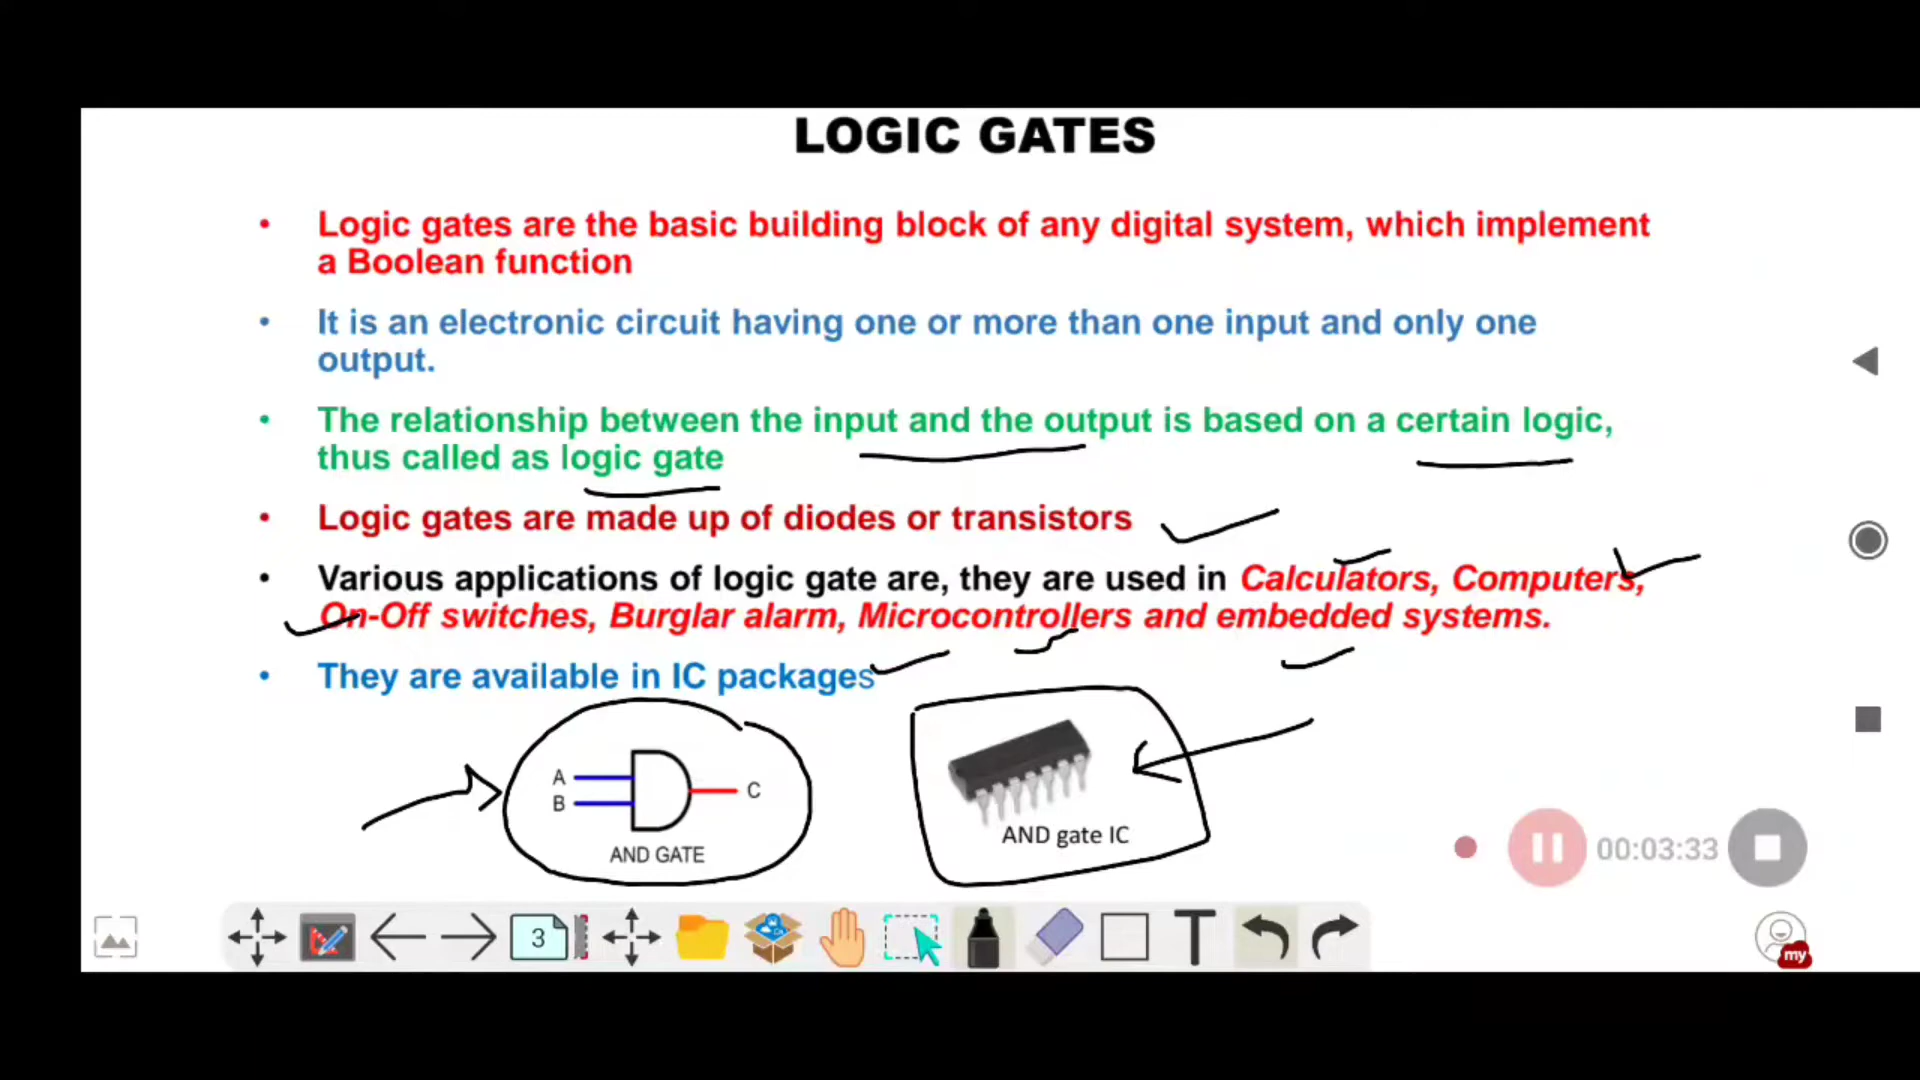 LOGIC GATES
• Logic gates are the basic building block of any digital system, which implement
a Boolean function
• It is an electronic circuit having one or more than one input and only one
output.
• The relationship between the input and the output is based on a certain logic,
thus called as logic gate
• Logic gates are made up of diodes or transistors
• Various applications of logic gate are, they are used in Calculators, Computers,
On-Off switches, Burglar alarm, Microcontrollers and embedded systems.
• They are available in IC packages
A
B
C
AND GATE
AND gate IC
00:03:33
3
T
my